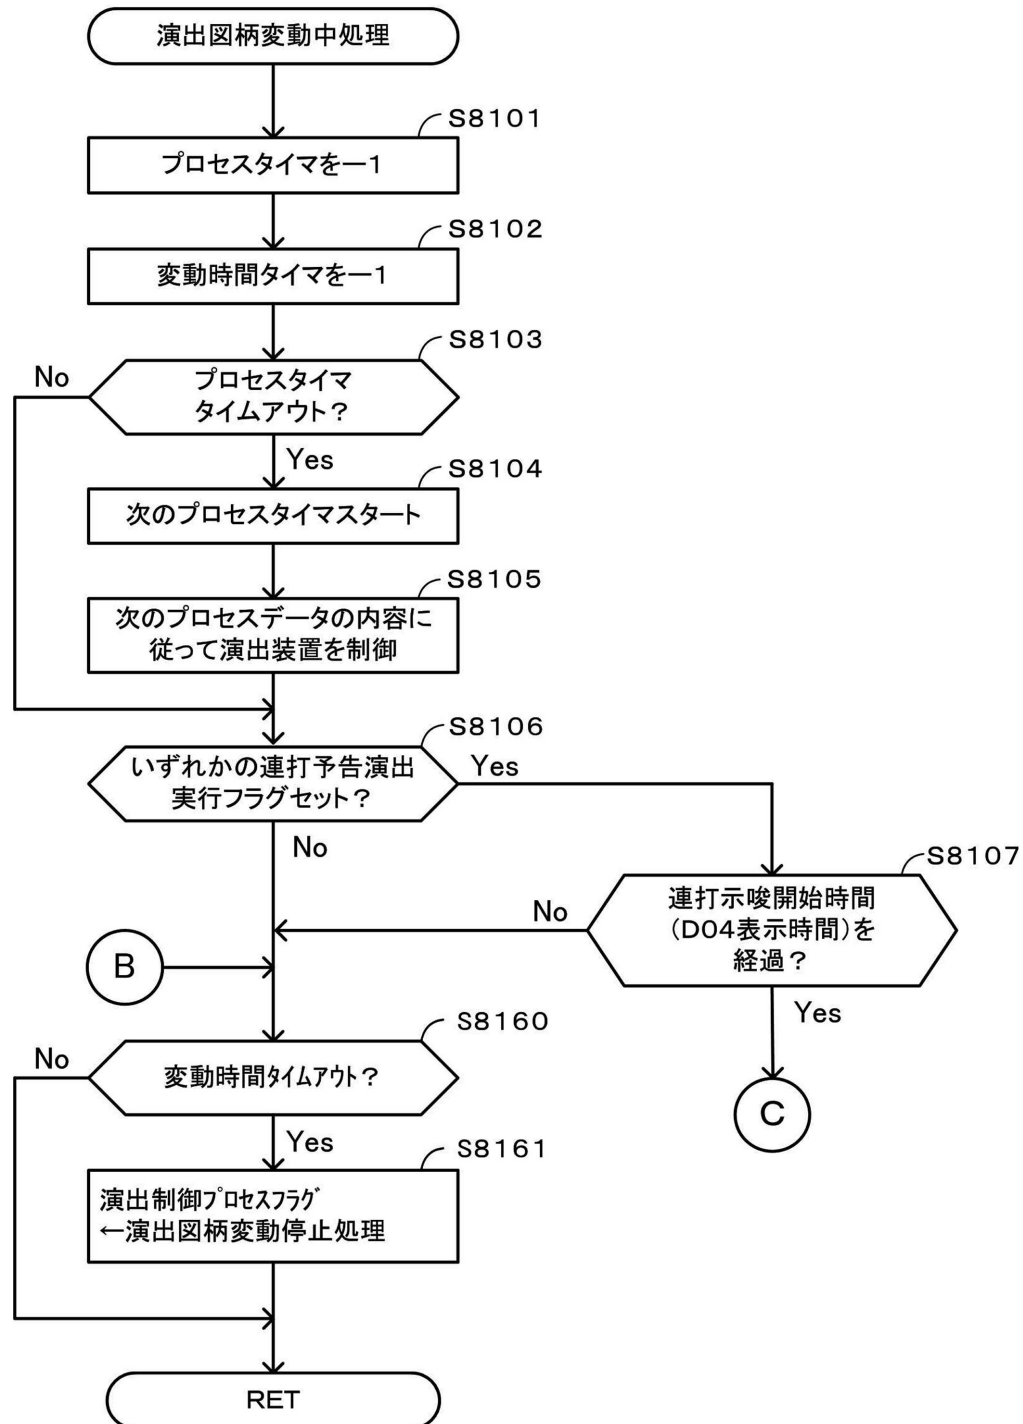 演出図柄変動中処理
S8101
プロセスタイマを－1
S8102
変動時間タイマを－1
S8103
No
プロセスタイマ
タイムアウト？
Yes
S8104
次のプロセスタイマスタート
S8105
次のプロセスデータの内容に
従って演出装置を制御
S8106
いずれかの連打予告演出
実行フラグセット？
Yes
No
S8107
連打示唆開始時間
(D04表示時間)を
経過？
No
Yes
B
C
S8160
No
変動時間ﾀｲﾑｱｳﾄ？
Yes
S8161
演出制御ﾌﾟﾛｾｽﾌﾗｸﾞ
←演出図柄変動停止処理
RET